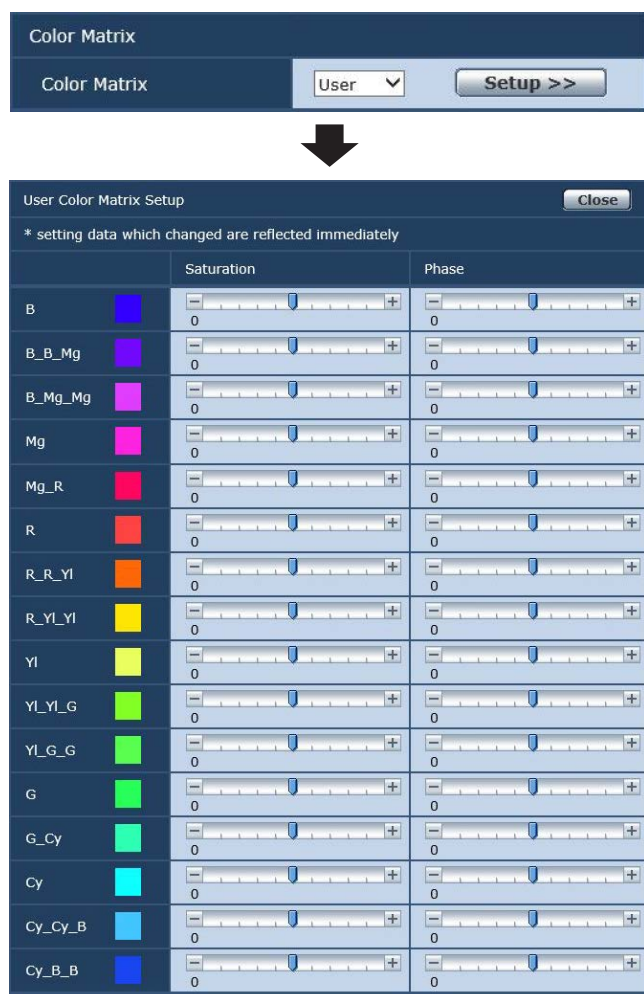 Color Matrix
Color Matrix User Setup >>
User Color Matrix Setup Close
* setting data which changed are reflected immediately
Saturation Phase
B
0 0
B_B_Mg
0 0
B_Mg_Mg
0 0
Mg
0 0
Mg_R
0 0
R
0 0
R_R_Yl
0 0
R_Yl_Yl
0 0
Yl
0 0
Yl_Yl_G
0 0
Yl_G_G
0 0
G
0 0
G_Cy
0 0
Cy
0 0
Cy_Cy_B
0 0
Cy_B_B
0 0